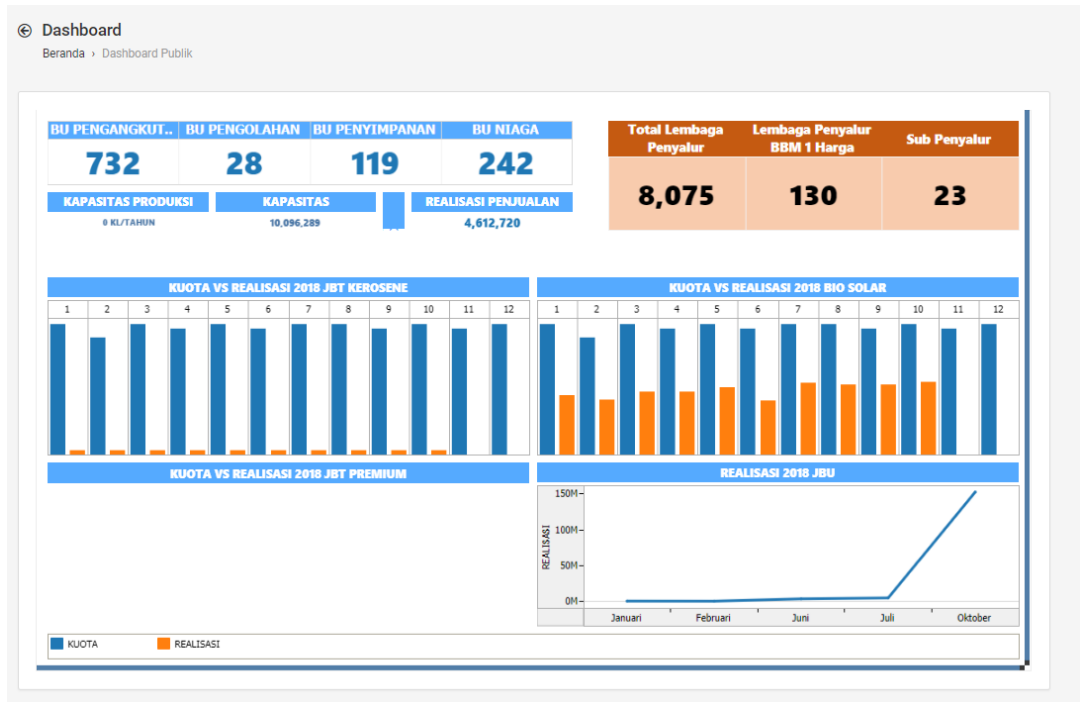 Dashboard
Beranda › Dashboard Publik
BU PENGANGKUT.. BU PENGOLAHAN BU PENYIMPANAN BU NIAGA
732 28 119 242
KAPASITAS PRODUKSI KAPASITAS REALISASI PENJUALAN
0 KL/TAHUN 10,096,289 4,612,720
Total Lembaga Penyalur
Lembaga Penyalur BBM 1 Harga
Sub Penyalur
8,075 130 23
KUOTA VS REALISASI 2018 JBT KEROSENE
1 2 3 4 5 6 7 8 9 10 11 12
KUOTA VS REALISASI 2018 BIO SOLAR
1 2 3 4 5 6 7 8 9 10 11 12
KUOTA VS REALISASI 2018 JBT PREMIUM
REALISASI 2018 JBU
REALISASI
150M
100M
50M
0M
Januari Februari Juni Juli Oktober
KUOTA REALISASI